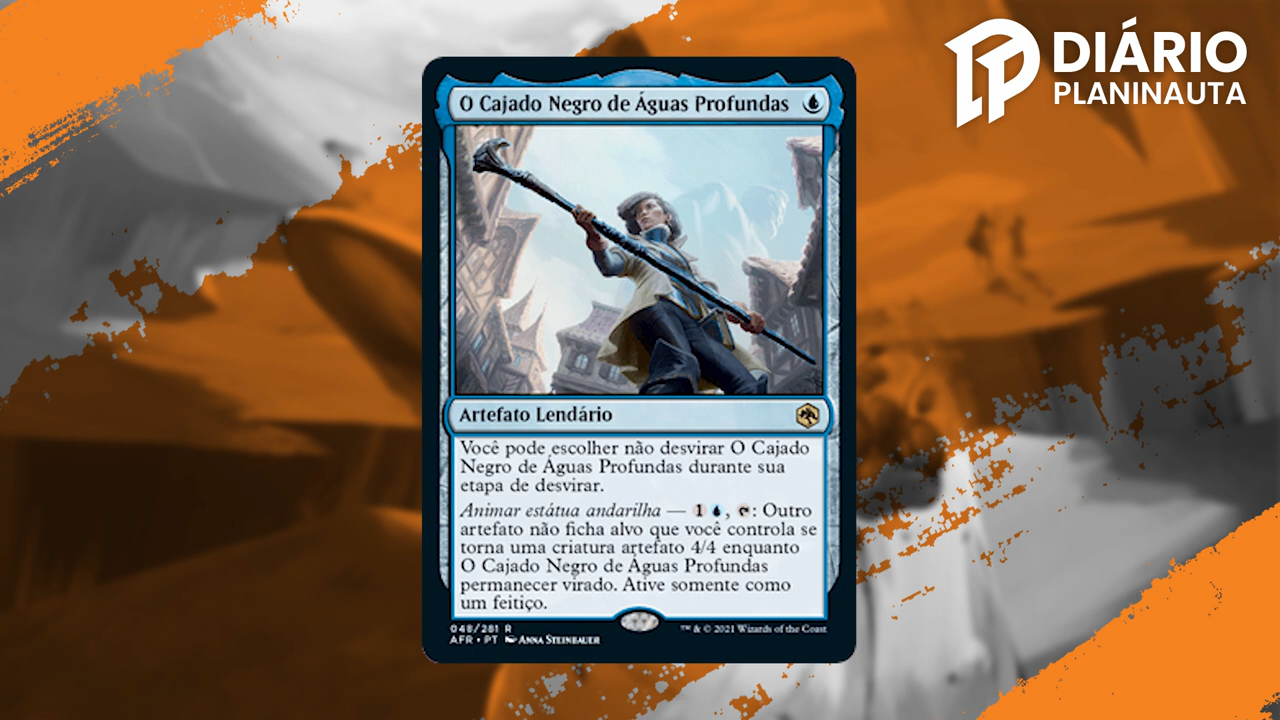 DIÁRIO
PLANINAUTA
O Cajado Negro de Águas Profundas
Artefato Lendário
Você pode escolher não desvirar O Cajado
Negro de Águas Profundas durante sua
etapa de desvirar.
Animar estátua andarilha — 1 , : Outro
artefato não ficha alvo que você controla se
torna uma criatura artefato 4/4 enquanto
O Cajado Negro de Águas Profundas
permanecer virado. Ative somente como
um feitiço.
048/281 R
AFR • PT ANNA STEINBAUER
™ & © 2021 Wizards of the Coast